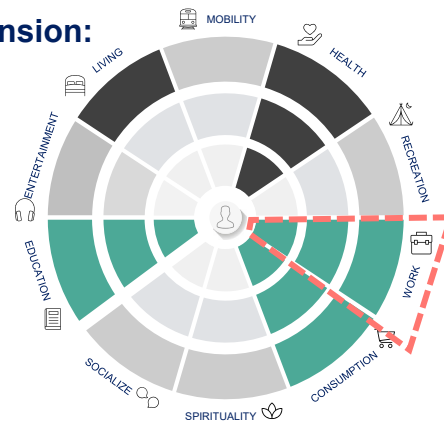 nsion:
MOBILITY
HEALTH
RECREATION
WORK
CONSUMPTION
SPIRITUALITY
SOCIALIZE
EDUCATION
ENTERTAINMENT
LIVING